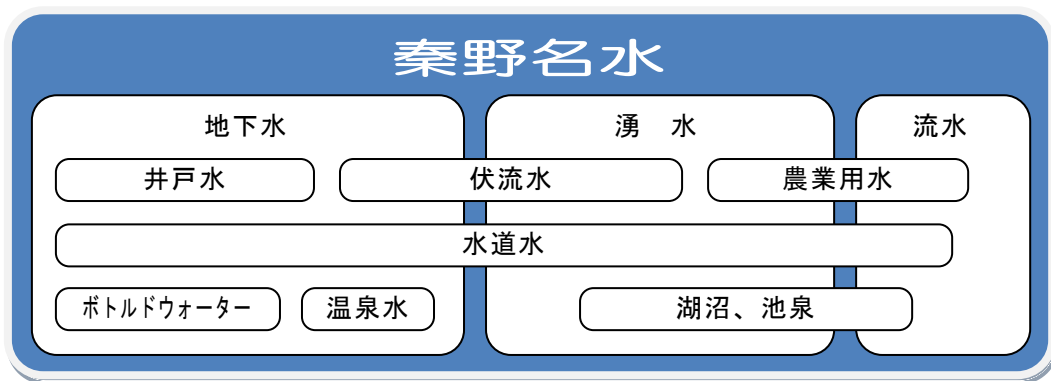 秦野名水
地下水
湧　水
流水
井戸水
伏流水
農業用水
水道水
ボトルドウォーター
温泉水
湖沼、池泉